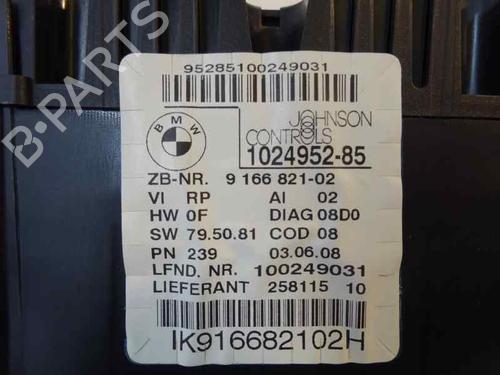 95285100249031
BMW
JOHNSON
CONTROLS
1024952-85
ZB-NR. 9 166 821-02
VI RP AI 02
HW 0F DIAG 08D0
SW 79.50.81 COD 08
PN 239 03.06.08
LFND. NR. 100249031
LIEFERANT 258115 10
IK916682102H
B-PARTS